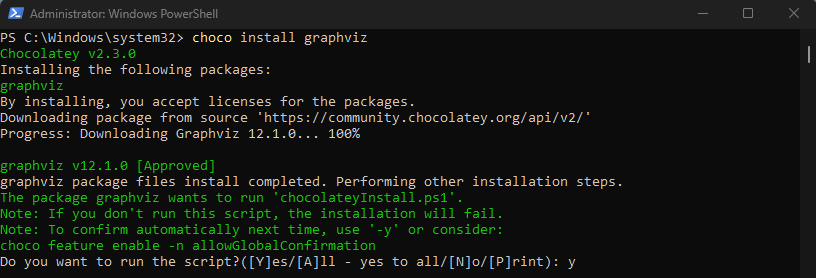 Administrator: Windows PowerShell
PS C:\Windows\system32> choco install graphviz
Chocolatey v2.3.0
Installing the following packages:
graphviz
By installing, you accept licenses for the packages.
Downloading package from source 'https://community.chocolatey.org/api/v2/'
Progress: Downloading Graphviz 12.1.0... 100%
graphviz v12.1.0 [Approved]
graphviz package files install completed. Performing other installation steps.
The package graphviz wants to run 'chocolateyInstall.ps1'.
Note: If you don't run this script, the installation will fail.
Note: To confirm automatically next time, use '-y' or consider:
choco feature enable -n allowGlobalConfirmation
Do you want to run the script?([Y]es/[A]ll - yes to all/[N]o/[P]rint): y